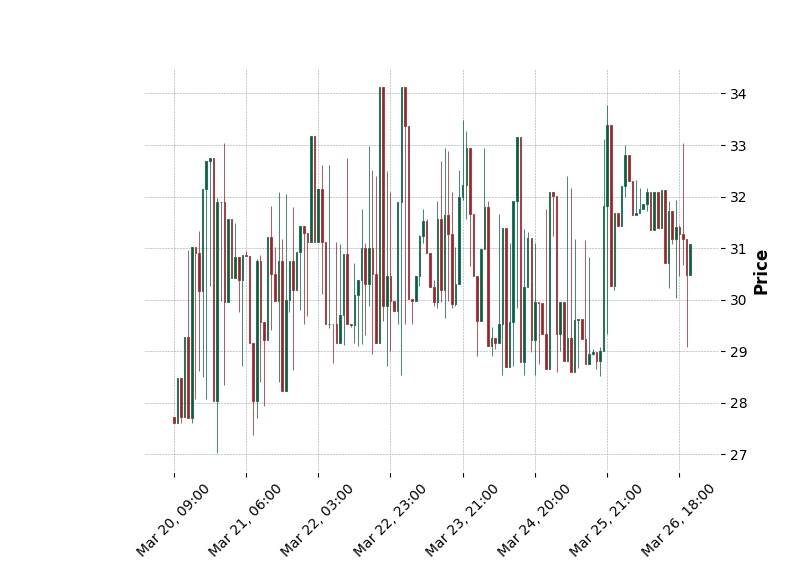 34
33
32
31
30
29
28
27
Price
Mar 20, 09:00
Mar 21, 06:00
Mar 22, 03:00
Mar 22, 23:00
Mar 23, 21:00
Mar 24, 20:00
Mar 25, 21:00
Mar 26, 18:00